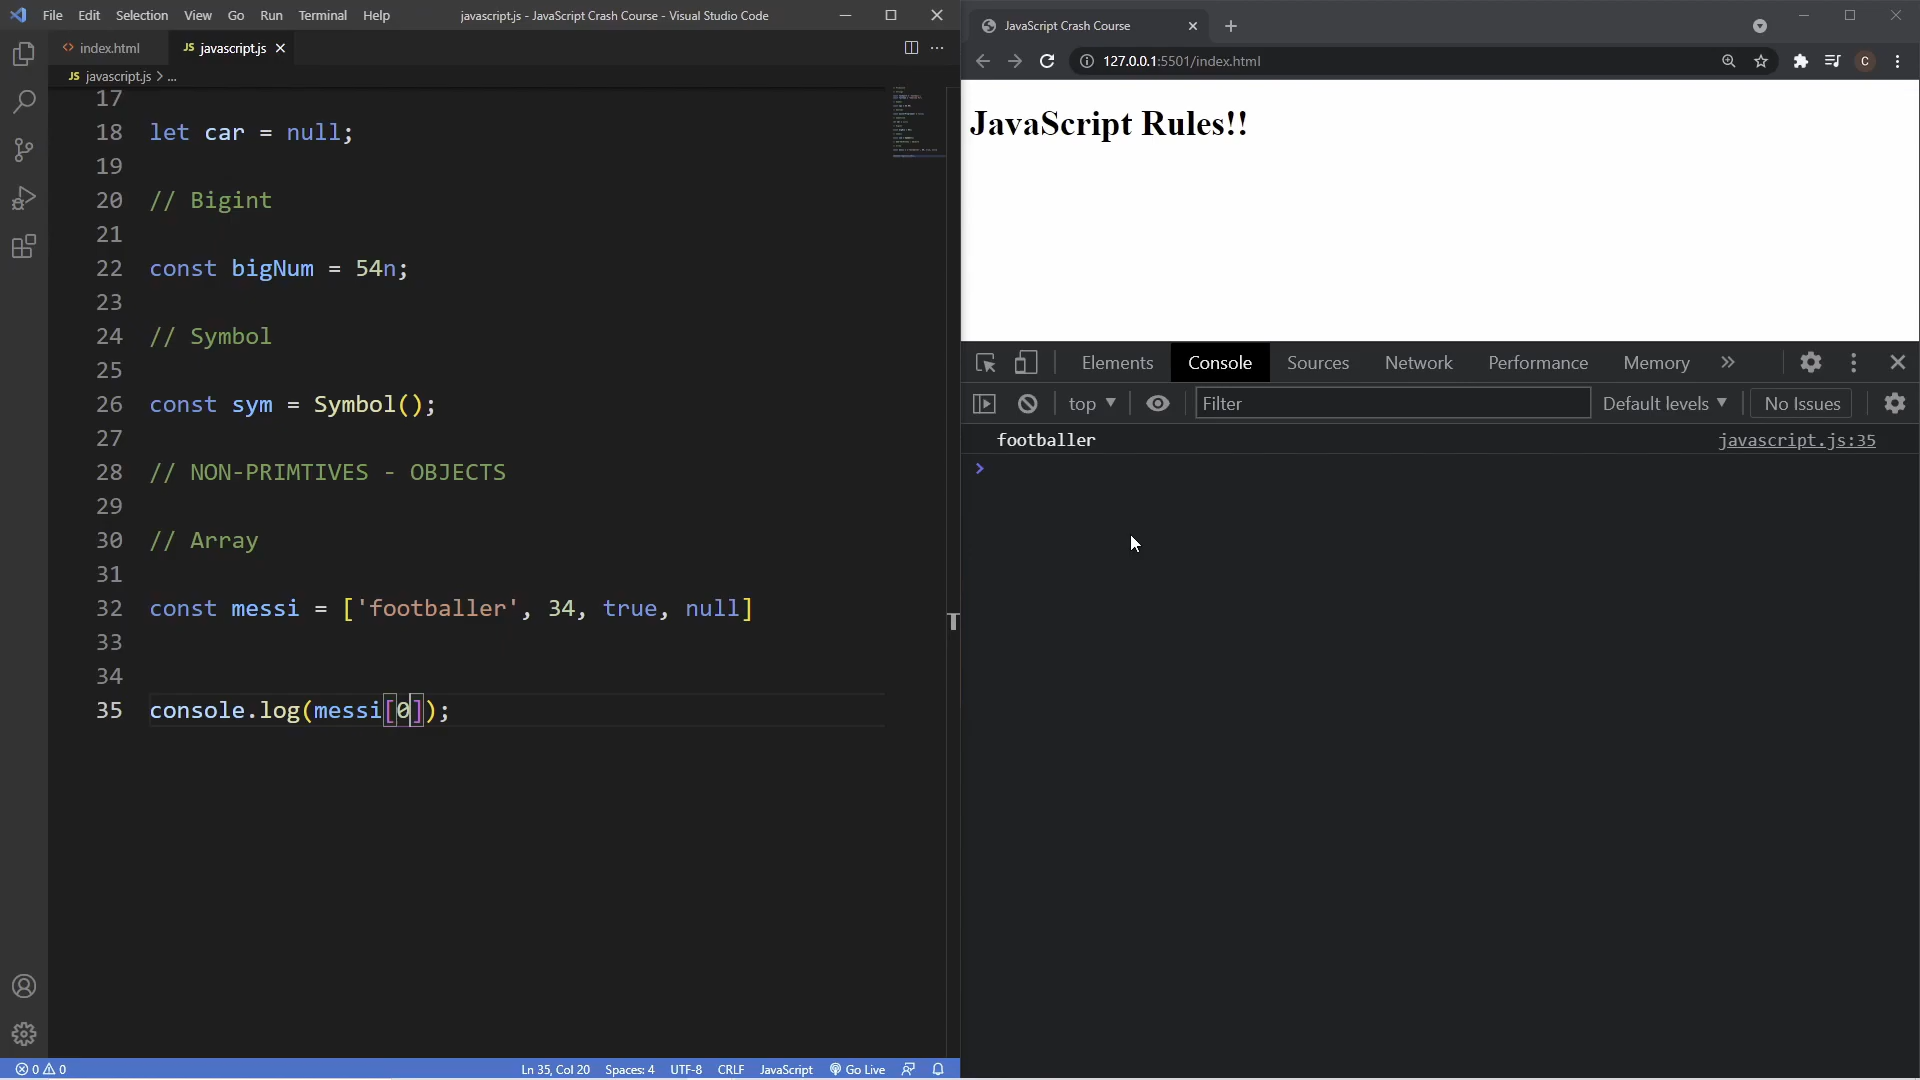 File Edit Selection View Go Run Terminal Help javascript.js - JavaScript Crash Course - Visual Studio Code
index.html JS javascript.js
JS javascript.js > ...
17
18 let car = null;
19
20 // Bigint
21
22 const bigNum = 54n;
23
24 // Symbol
25
26 const sym = Symbol();
27
28 // NON-PRIMTIVES - OBJECTS
29
30 // Array
31
32 const messi = ['footballer', 34, true, null]
33
34
35 console.log(messi[0]);
0 0 Ln 35, Col 20 Spaces: 4 UTF-8 CRLF JavaScript Go Live
JavaScript Crash Course
127.0.0.1:5501/index.html C
JavaScript Rules!!
Elements Console Sources Network Performance Memory
top Filter Default levels No Issues
footballer javascript.js:35